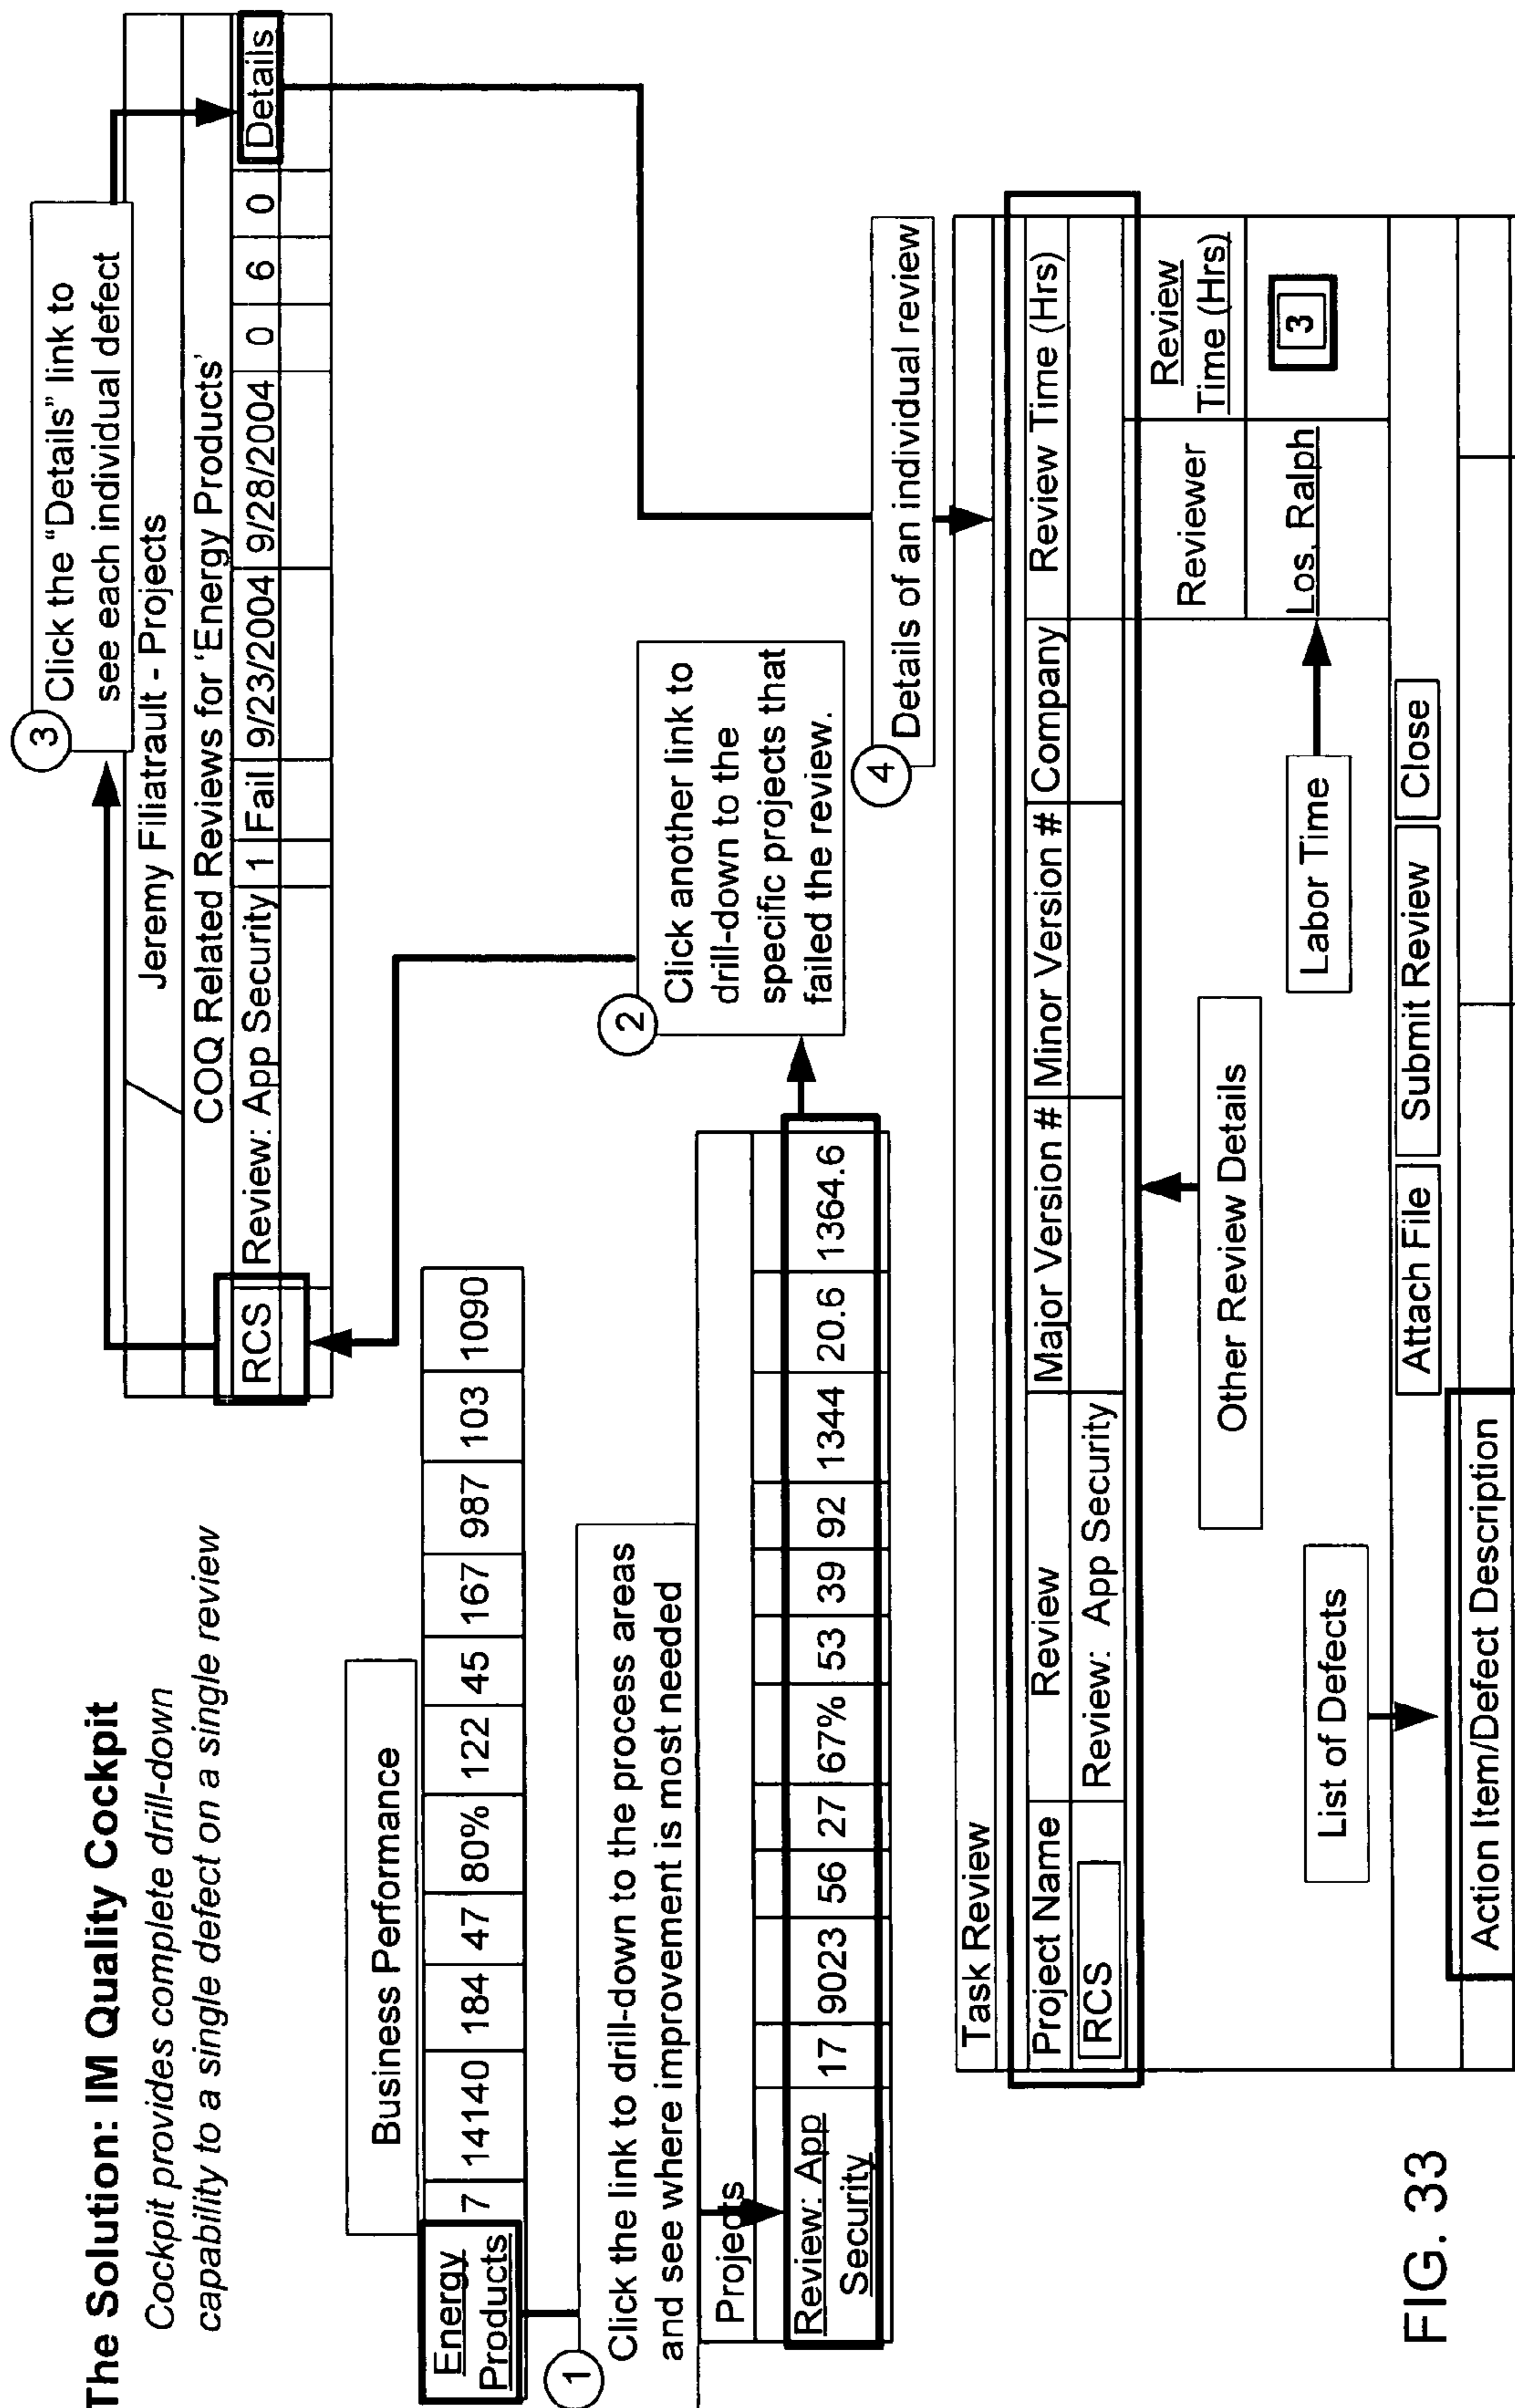 The Solution: IM Quality Cockpit
Cockpit provides complete drill-down
capability to a single defect on a single review
Business Performance
Energy Products 7 14140 184 47 80% 122 45 167 987 103 1090
1
Click the link to drill-down to the process areas
and see where improvement is most needed
Projects
Review: App Security 17 9023 56 27 67% 53 39 92 1344 20.6 1364.6
2
Click another link to
drill-down to the
specific projects that
failed the review.
3
Click the "Details" link to
see each individual defect
Jeremy Filiatrault - Projects
COQ Related Reviews for 'Energy Products'
RCS Review: App Security 1 Fail 9/23/2004 9/28/2004 0 6 0 Details
4
Details of an individual review
Task Review
Project Name Review Major Version # Minor Version # Company Review Time (Hrs)
RCS Review: App Security
Reviewer Review Time (Hrs)
Other Review Details
Labor Time
Los, Ralph 3
List of Defects
Attach File Submit Review Close
Action Item/Defect Description
FIG. 33